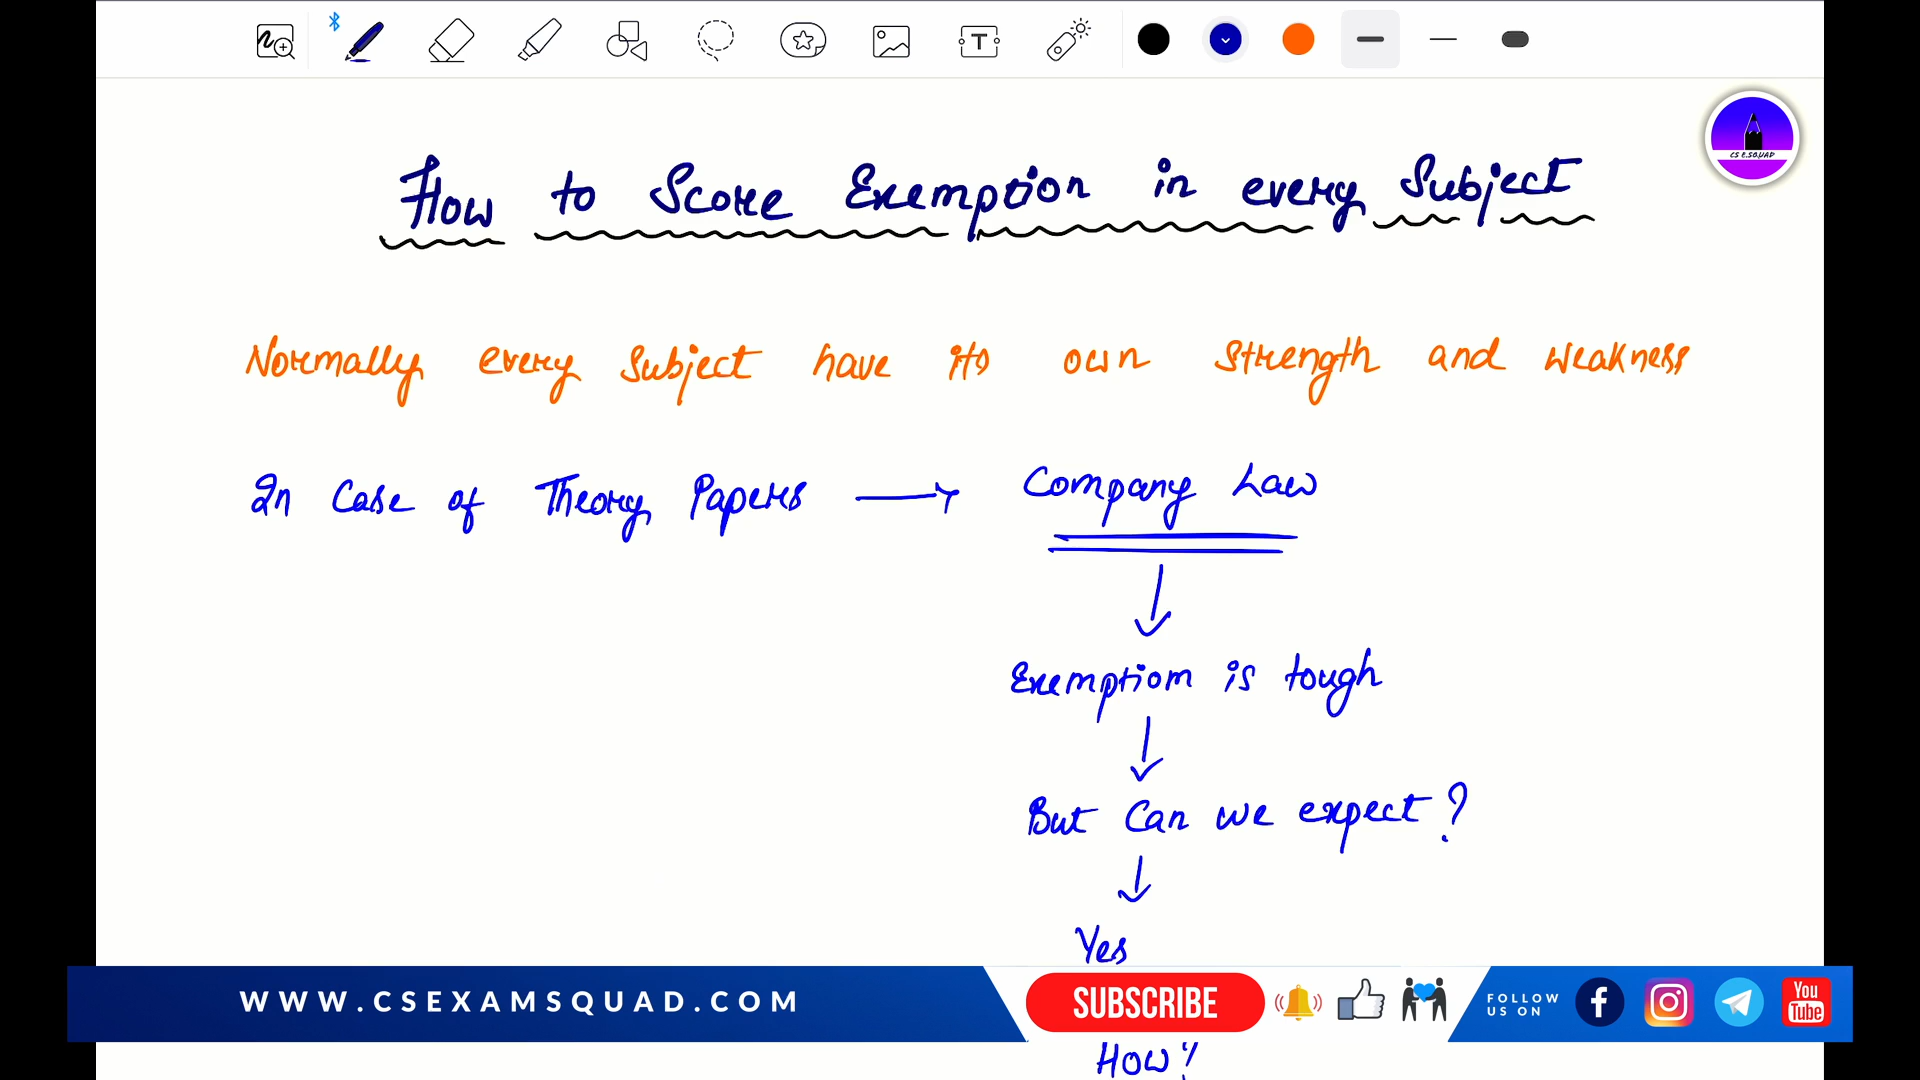 CS E.SQUAD
How to Score Exemption in every Subject
Normally every subject have its own strength and weakness
In Case of Theory Papers → Company Law
Exemption is tough
But Can we expect?
Yes
WWW.CSEXAMSQUAD.COM
SUBSCRIBE
FOLLOW US ON
You Tube
How?